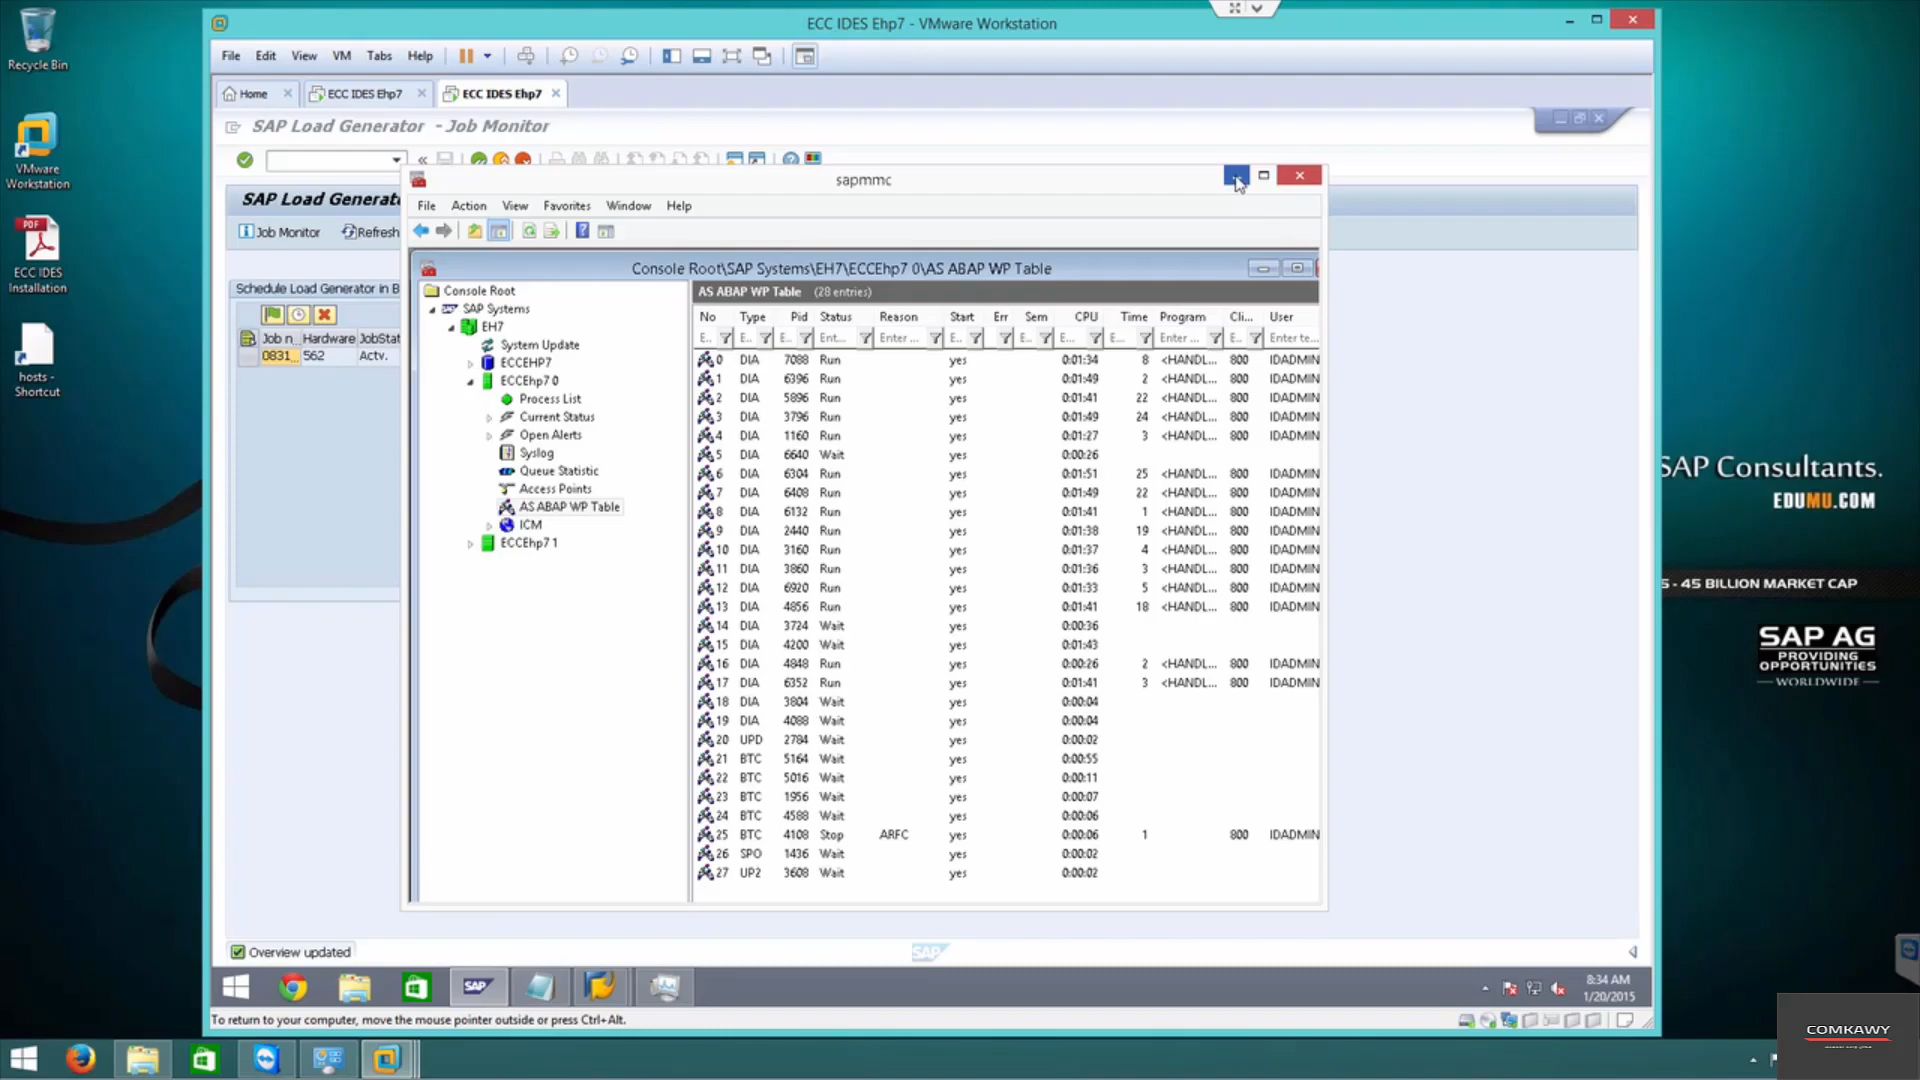 ECC IDES Ehp7 - VMware Workstation
File Edit View VM Tabs Help
Home ECC IDES Ehp7 ECC IDES Ehp7
SAP Load Generator - Job Monitor
SAP Load Generat
Job Monitor Refresh
Schedule Load Generator in B
Job n... Hardware JobStat
0831... 562 Actv.
Overview updated
sapmmc
File Action View Favorites Window Help
Console Root\SAP Systems\EH7\ECCEhp7 0\AS ABAP WP Table
Console Root
SAP Systems
EH7
System Update
ECCEHP7
ECCEhp7 0
Process List
Current Status
Open Alerts
Syslog
Queue Statistic
Access Points
AS ABAP WP Table
ICM
ECCEhp7 1
AS ABAP WP Table (28 entries)
No Type Pid Status Reason Start Err Sem CPU Time Program Cli... User
E.. E.. E... Ent... Enter ... E.. E... E.. E... E... Enter ... E.. Enter te...
0 DIA 7088 Run yes 0:01:34 8 <HANDL... 800 IDADMIN
1 DIA 6396 Run yes 0:01:49 2 <HANDL... 800 IDADMIN
2 DIA 5896 Run yes 0:01:41 22 <HANDL... 800 IDADMIN
3 DIA 3796 Run yes 0:01:49 24 <HANDL... 800 IDADMIN
4 DIA 1160 Run yes 0:01:27 3 <HANDL... 800 IDADMIN
5 DIA 6640 Wait yes 0:00:26
6 DIA 6304 Run yes 0:01:51 25 <HANDL... 800 IDADMIN
7 DIA 6408 Run yes 0:01:49 22 <HANDL... 800 IDADMIN
8 DIA 6132 Run yes 0:01:41 1 <HANDL... 800 IDADMIN
9 DIA 2440 Run yes 0:01:38 19 <HANDL... 800 IDADMIN
10 DIA 3160 Run yes 0:01:37 4 <HANDL... 800 IDADMIN
11 DIA 3860 Run yes 0:01:36 3 <HANDL... 800 IDADMIN
12 DIA 6920 Run yes 0:01:33 5 <HANDL... 800 IDADMIN
13 DIA 4856 Run yes 0:01:41 18 <HANDL... 800 IDADMIN
14 DIA 3724 Wait yes 0:00:36
15 DIA 4200 Wait yes 0:01:43
16 DIA 4848 Run yes 0:00:26 2 <HANDL... 800 IDADMIN
17 DIA 6352 Run yes 0:01:41 3 <HANDL... 800 IDADMIN
18 DIA 3804 Wait yes 0:00:04
19 DIA 4088 Wait yes 0:00:04
20 UPD 2784 Wait yes 0:00:02
21 BTC 5164 Wait yes 0:00:55
22 BTC 5016 Wait yes 0:00:11
23 BTC 1956 Wait yes 0:00:07
24 BTC 4588 Wait yes 0:00:06
25 BTC 4108 Stop ARFC yes 0:00:06 1 800 IDADMIN
26 SPO 1436 Wait yes 0:00:02
27 UP2 3608 Wait yes 0:00:02
SAP
SAP
8:34 AM
1/20/2015
To return to your computer, move the mouse pointer outside or press Ctrl+Alt.
Recycle Bin
VMware
Workstation
PDF
ECC IDES
Installation
hosts -
Shortcut
SAP Consultants.
EDUMU.COM
5 - 45 BILLION MARKET CAP
SAP AG
PROVIDING
OPPORTUNITIES
WORLDWIDE
COMKAWY